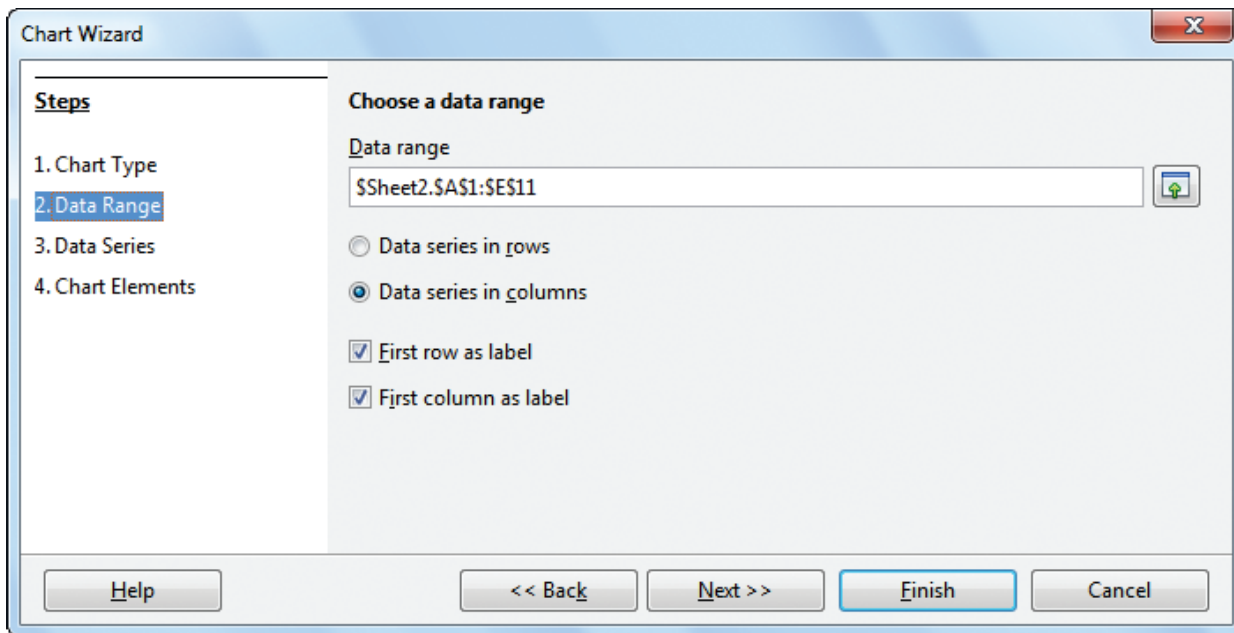 Chart Wizard
Steps
1. Chart Type
2. Data Range
3. Data Series
4. Chart Elements
Choose a data range
Data range
$Sheet2.$A$1:$E$11
Data series in rows
Data series in columns
First row as label
First column as label
Help
<< Back
Next >>
Finish
Cancel